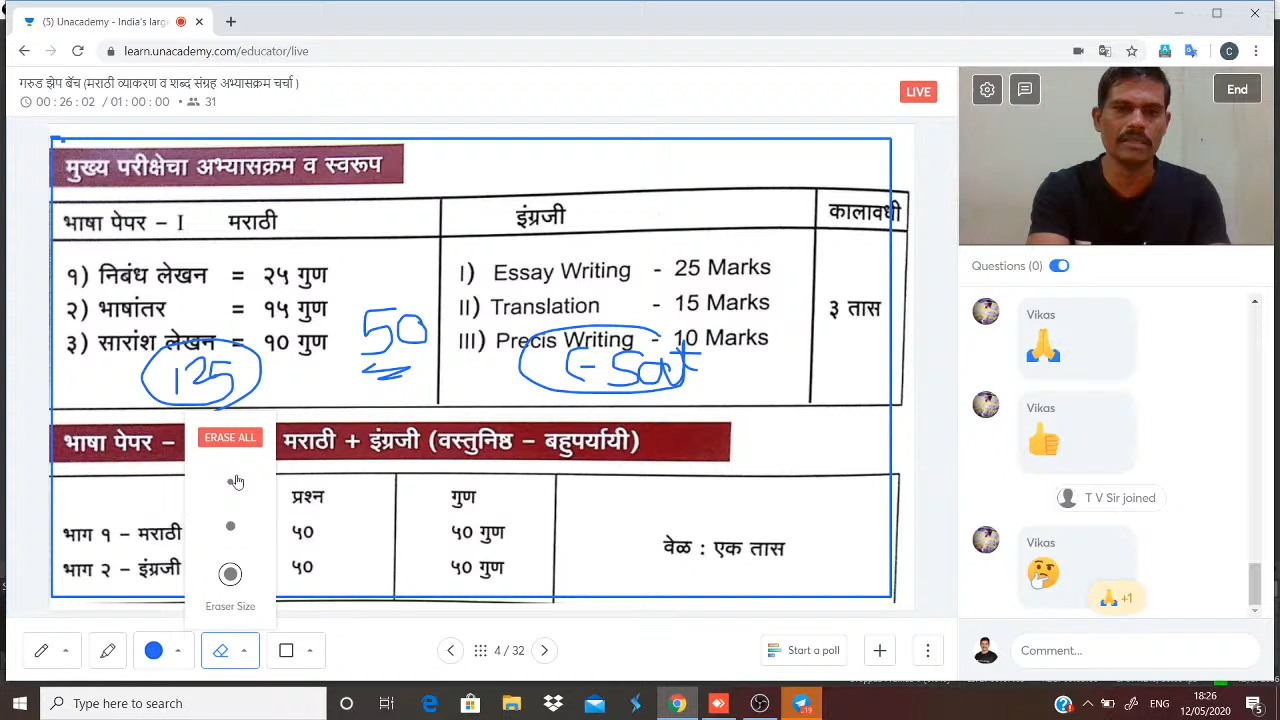 (5) Unacademy - India's larg
learn.unacademy.com/educator/live
C
गरुड झेप बॅच (मराठी व्याकरण व शब्द संग्रह अभ्यासक्रम चर्चा )
00 : 26 : 02 / 01 : 00 : 00 • 31
LIVE
End
मुख्य परीक्षेचा अभ्यासक्रम व स्वरूप
भाषा पेपर – I मराठी इंग्रजी कालावधी
१) निबंध लेखन = २५ गुण I) Essay Writing - 25 Marks
२) भाषांतर = १५ गुण II) Translation - 15 Marks ३ तास
३) सारांश लेखन = १० गुण III) Precis Writing - 10 Marks
50
125
C-Sat
भाषा पेपर – मराठी + इंग्रजी (वस्तुनिष्ठ – बहुपर्यायी)
प्रश्न गुण
भाग १ – मराठी ५० ५० गुण वेळ : एक तास
भाग २ – इंग्रजी ५० ५० गुण
ERASE ALL
Eraser Size
Questions (0)
Vikas
Vikas
T V Sir joined
Vikas
+1
4 / 32
Start a poll
Comment...
Type here to search
ENG
18:26
12/05/2020